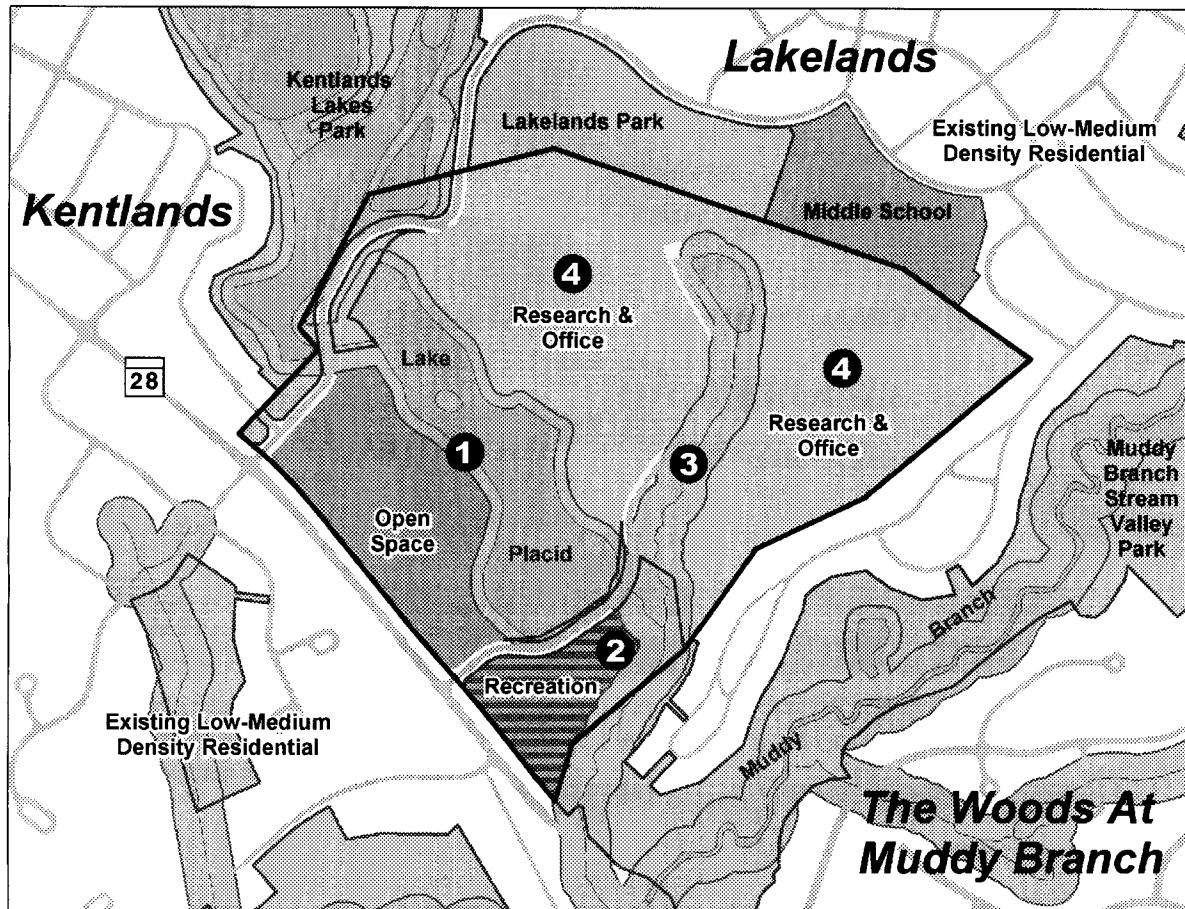 Lakelands
Kentlands
Lakes
Park
Lakelands Park
Existing Low-Medium
Density Residential
Kentlands
Middle School
4
Research &
Office
28
Lake
4
Research &
Office
1
3
Muddy
Branch
Stream
Valley
Park
Open
Space
Placid
Branch
2
Recreation
Existing Low-Medium
Density Residential
Muddy
The Woods At
Muddy Branch